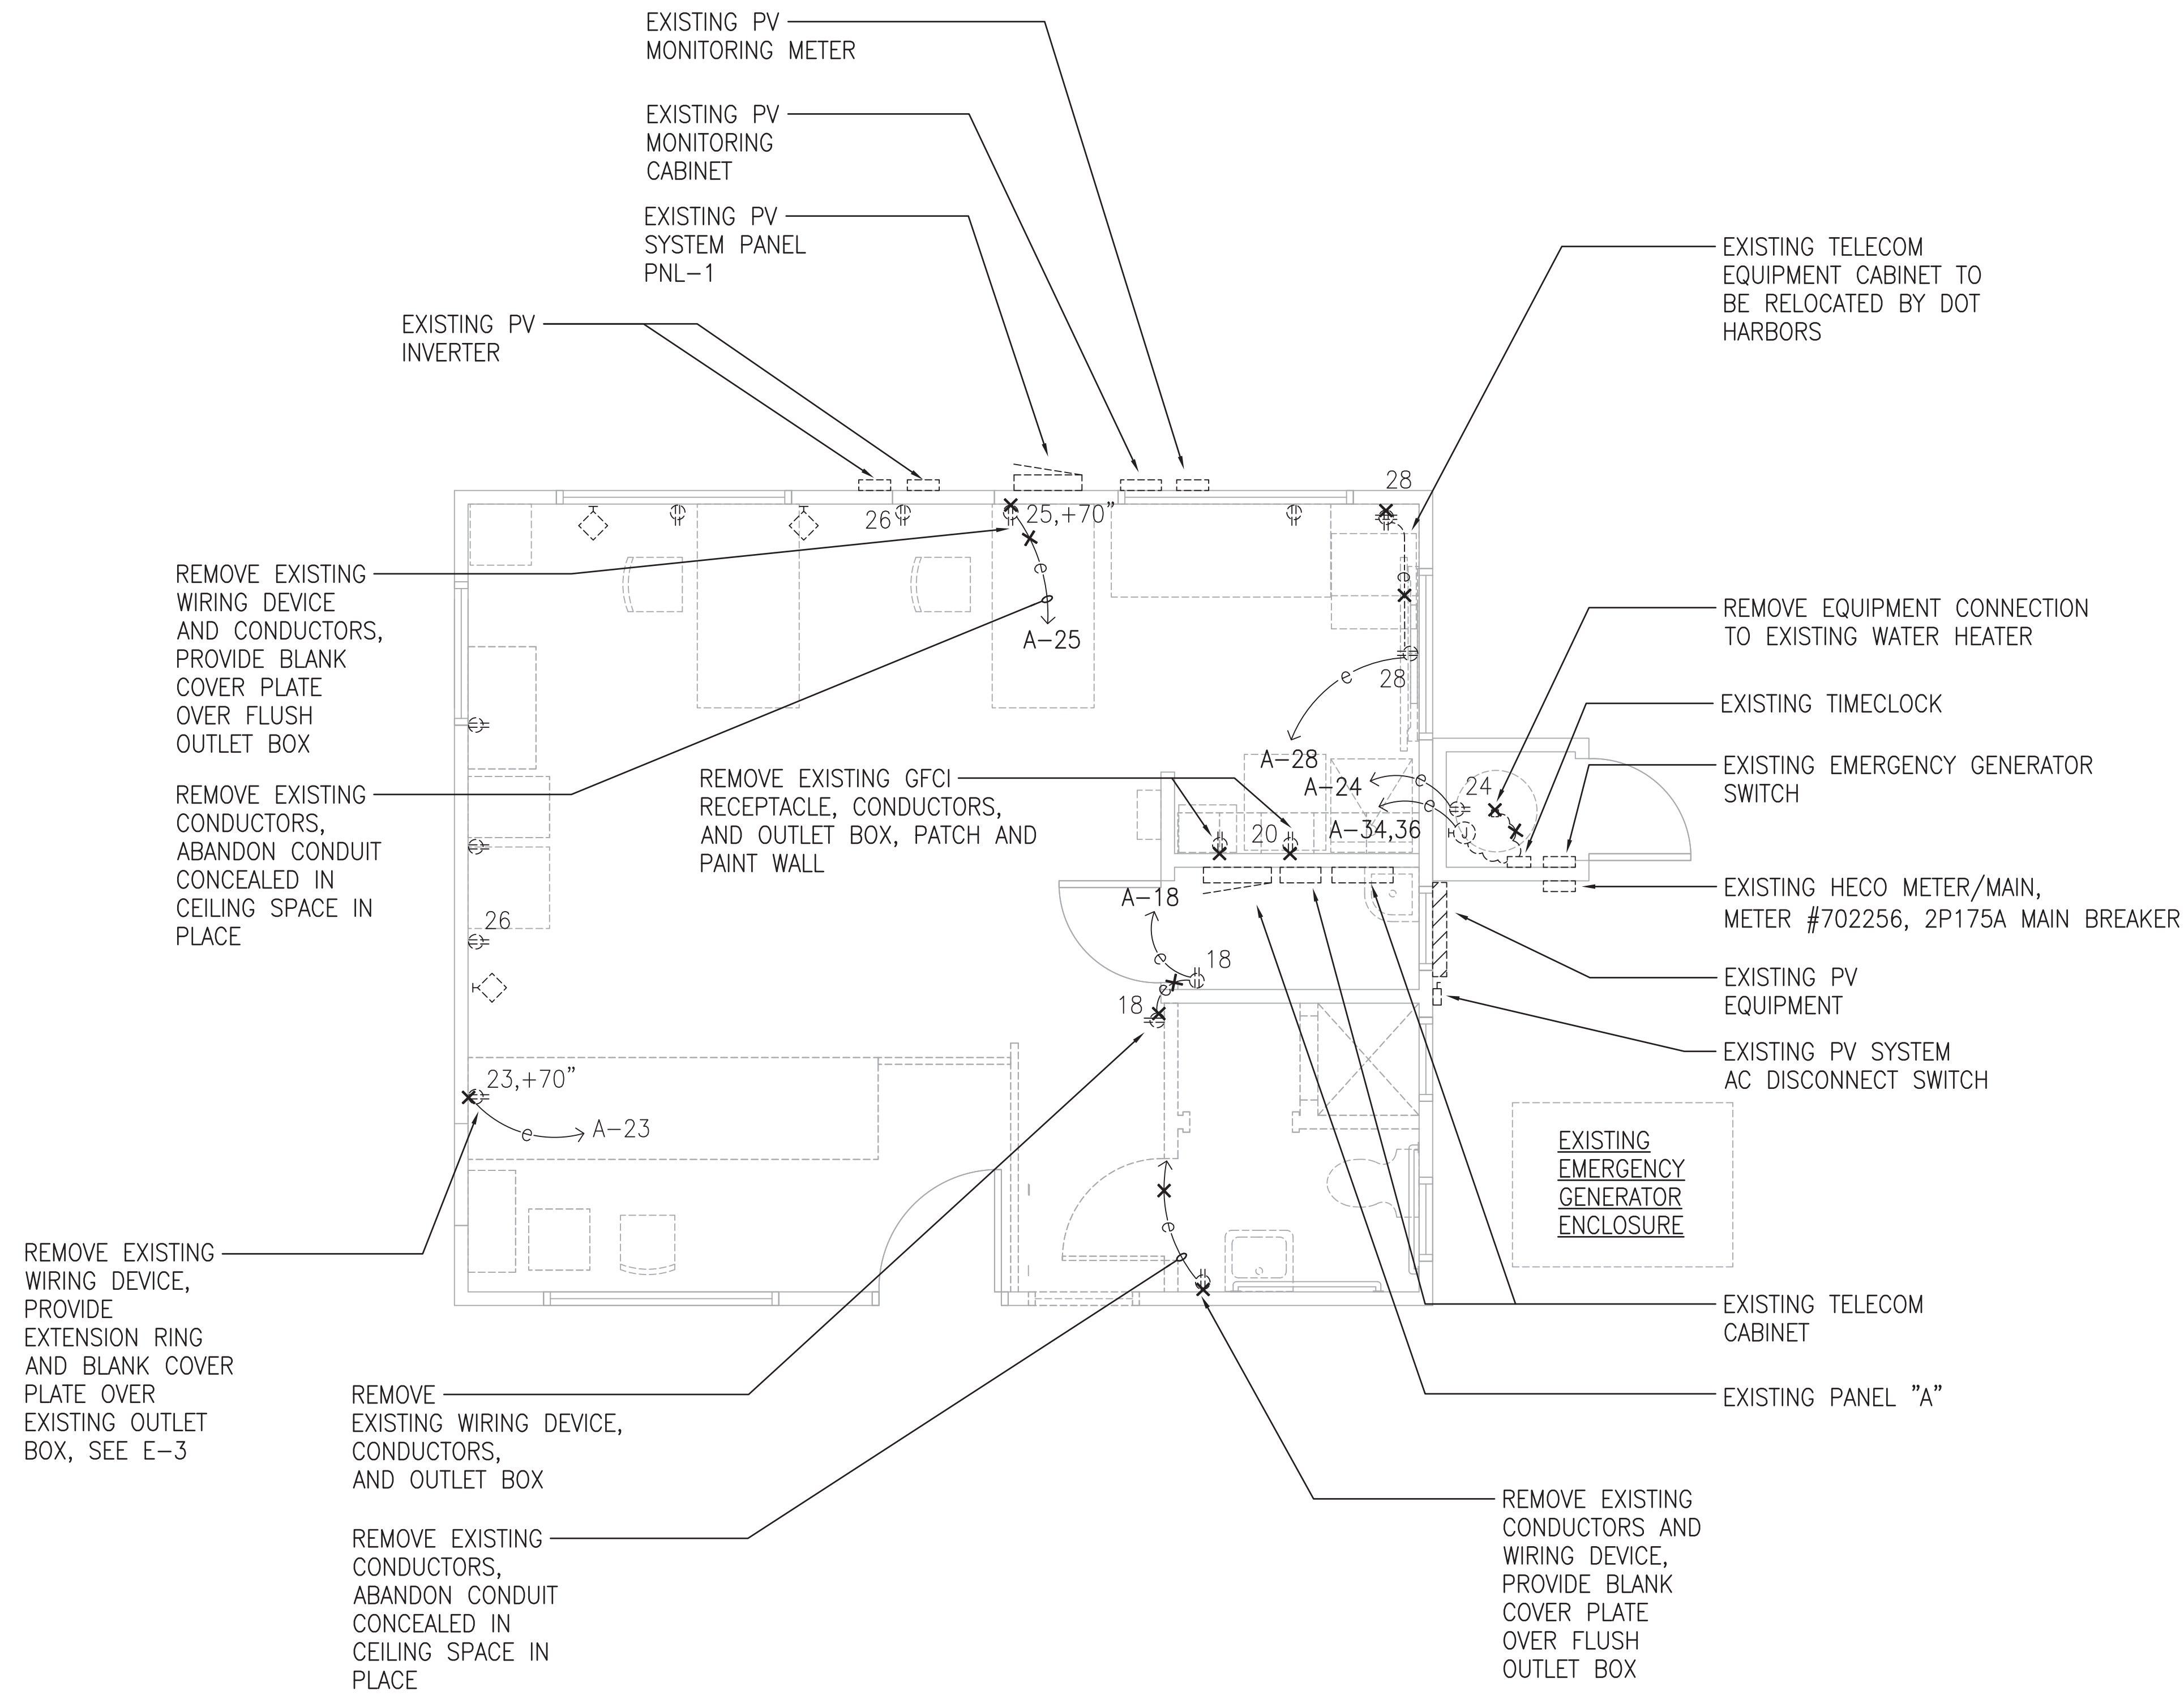 EXISTING PV
MONITORING METER
EXISTING PV
MONITORING
CABINET
EXISTING PV
SYSTEM PANEL
PNL-1
EXISTING PV
INVERTER
EXISTING TELECOM
EQUIPMENT CABINET TO
BE RELOCATED BY DOT
HARBORS
28
26
25,+70"
e
A-25
e
28
e
A-28
REMOVE EXISTING
WIRING DEVICE
AND CONDUCTORS,
PROVIDE BLANK
COVER PLATE
OVER FLUSH
OUTLET BOX
REMOVE EXISTING
CONDUCTORS,
ABANDON CONDUIT
CONCEALED IN
CEILING SPACE IN
PLACE
REMOVE EXISTING GFCI
RECEPTACLE, CONDUCTORS,
AND OUTLET BOX, PATCH AND
PAINT WALL
REMOVE EQUIPMENT CONNECTION
TO EXISTING WATER HEATER
EXISTING TIMECLOCK
EXISTING EMERGENCY GENERATOR
SWITCH
A-24
e
24
e
J
20
A-34,36
EXISTING HECO METER/MAIN,
METER #702256, 2P175A MAIN BREAKER
EXISTING PV
EQUIPMENT
EXISTING PV SYSTEM
AC DISCONNECT SWITCH
26
A-18
e
18
e
18
23,+70"
e
A-23
e
EXISTING
EMERGENCY
GENERATOR
ENCLOSURE
REMOVE EXISTING
WIRING DEVICE,
PROVIDE
EXTENSION RING
AND BLANK COVER
PLATE OVER
EXISTING OUTLET
BOX, SEE E-3
REMOVE
EXISTING WIRING DEVICE,
CONDUCTORS,
AND OUTLET BOX
REMOVE EXISTING
CONDUCTORS,
ABANDON CONDUIT
CONCEALED IN
CEILING SPACE IN
PLACE
EXISTING TELECOM
CABINET
EXISTING PANEL "A"
REMOVE EXISTING
CONDUCTORS AND
WIRING DEVICE,
PROVIDE BLANK
COVER PLATE
OVER FLUSH
OUTLET BOX